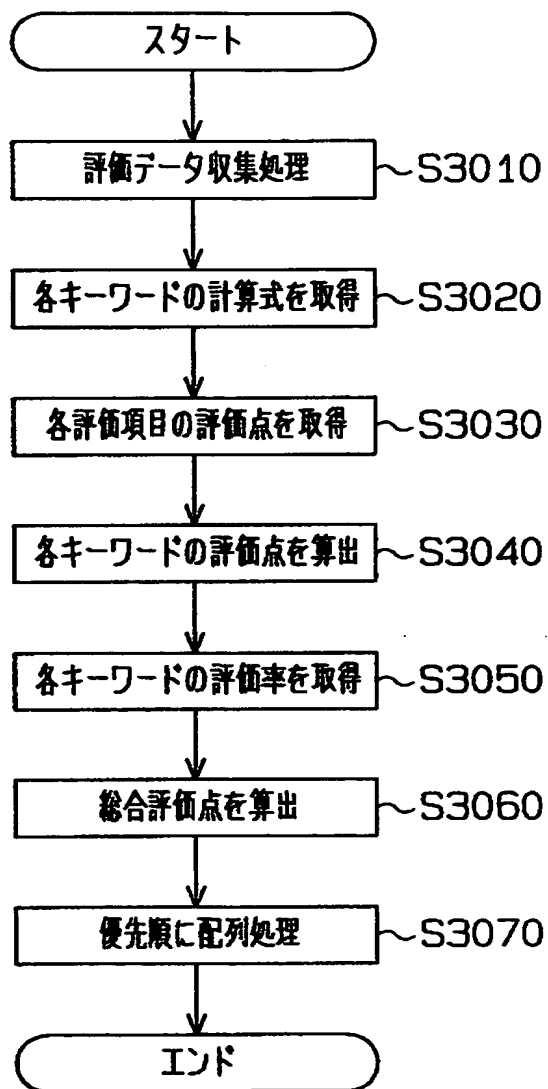 スタート
評価データ収集処理 S3010
各キーワードの計算式を取得 S3020
各評価項目の評価点を取得 S3030
各キーワードの評価点を算出 S3040
各キーワードの評価率を取得 S3050
総合評価点を算出 S3060
優先順に配列処理 S3070
エンド